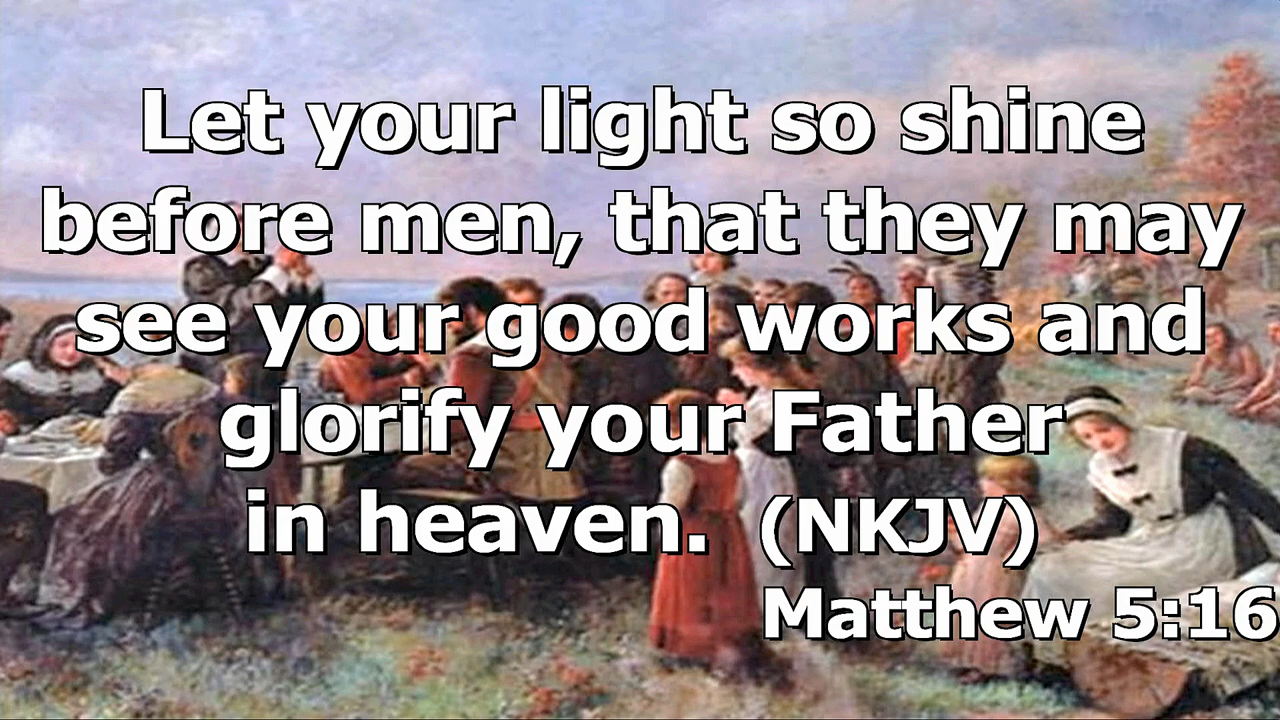 Let your light so shine
before men, that they may
see your good works and
glorify your Father
in heaven. (NKJV)
Matthew 5:16